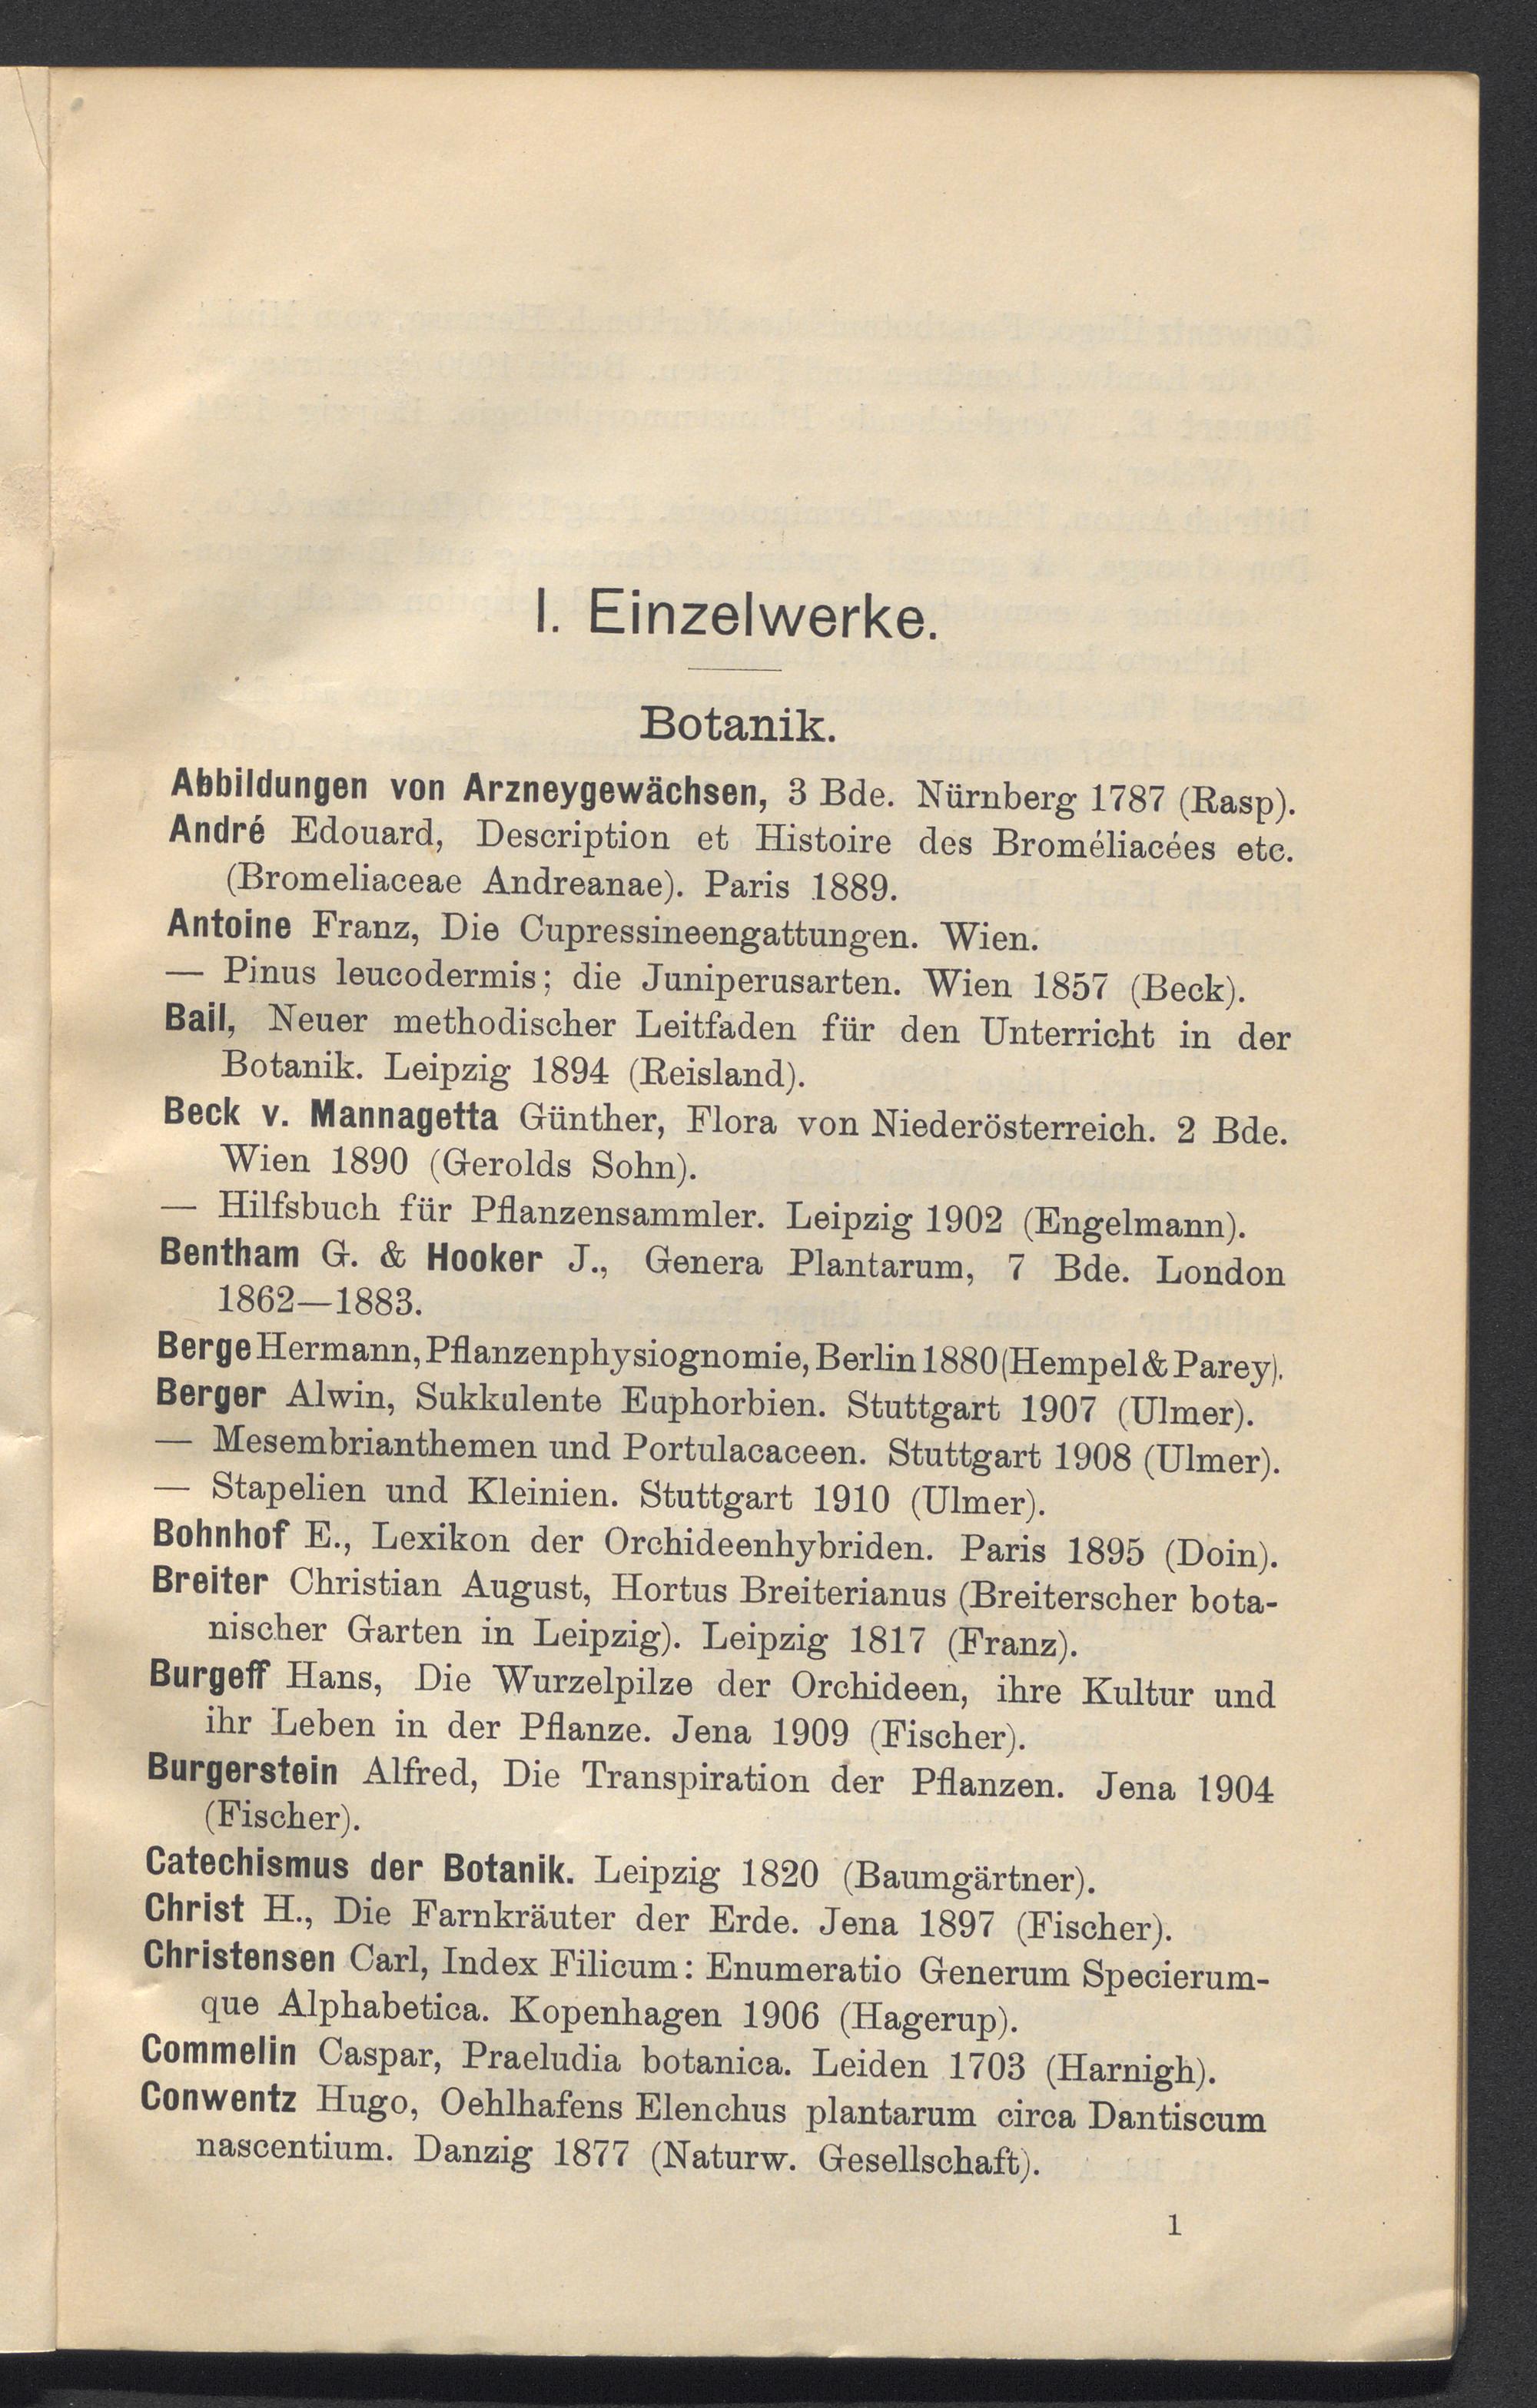 I. Einzelwerke.
Botanik.
Abbildungen von Arzneygewächsen, 3 Bde. Nürnberg 1787 (Rasp).
André Edouard, Description et Histoire des Broméliacées etc.
(Bromeliaceae Andreanae). Paris 1889.
Antoine Franz, Die Cupressineengattungen. Wien.
— Pinus leucodermis; die Juniperusarten. Wien 1857 (Beck).
Bail, Neuer methodischer Leitfaden für den Unterricht in der
Botanik. Leipzig 1894 (Reisland).
Beck v. Mannagetta Günther, Flora von Niederösterreich. 2 Bde.
Wien 1890 (Gerolds Sohn).
— Hilfsbuch für Pflanzensammler. Leipzig 1902 (Engelmann).
Bentham G. & Hooker J., Genera Plantarum, 7 Bde. London
1862—1883.
Berge Hermann, Pflanzenphysiognomie, Berlin 1880 (Hempel & Parey).
Berger Alwin, Sukkulente Euphorbien. Stuttgart 1907 (Ulmer).
— Mesembrianthemen und Portulacaceen. Stuttgart 1908 (Ulmer).
— Stapelien und Kleinien. Stuttgart 1910 (Ulmer).
Bohnhof E., Lexikon der Orchideenhybriden. Paris 1895 (Doin).
Breiter Christian August, Hortus Breiterianus (Breiterscher bota-
nischer Garten in Leipzig). Leipzig 1817 (Franz).
Burgeff Hans, Die Wurzelpilze der Orchideen, ihre Kultur und
ihr Leben in der Pflanze. Jena 1909 (Fischer).
Burgerstein Alfred, Die Transpiration der Pflanzen. Jena 1904
(Fischer).
Catechismus der Botanik. Leipzig 1820 (Baumgärtner).
Christ H., Die Farnkräuter der Erde. Jena 1897 (Fischer).
Christensen Carl, Index Filicum: Enumeratio Generum Specierum-
que Alphabetica. Kopenhagen 1906 (Hagerup).
Commelin Caspar, Praeludia botanica. Leiden 1703 (Harnigh).
Conwentz Hugo, Oehlhafens Elenchus plantarum circa Dantiscum
nascentium. Danzig 1877 (Naturw. Gesellschaft).
1